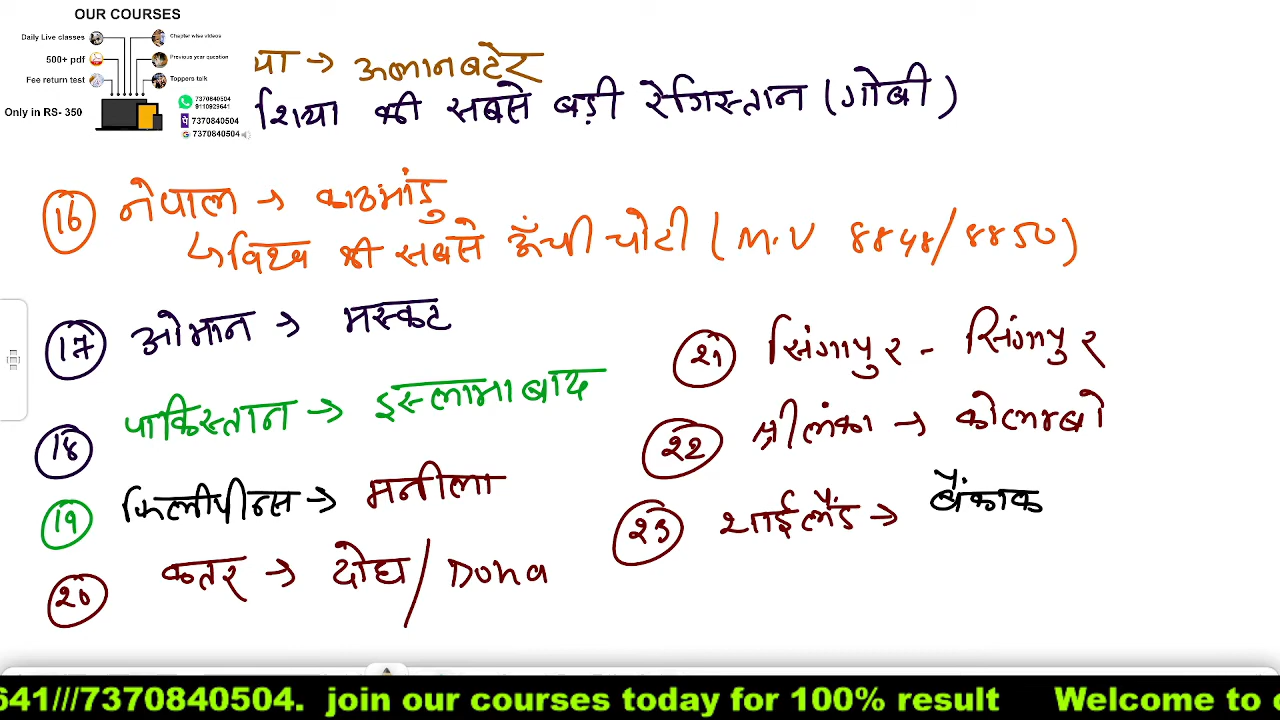 OUR COURSES
Daily Live classes
Chapter wise videos
500+ pdf
Previous year question
Fee return test
Toppers talk
Only in RS- 350
7370840504
9110982641
7370840504
7370840504
या → उलानबटेर
शिया की सबसे बड़ी रेगिस्तान (गोबी)
16 नेपाल → काठमांडु
विश्व की सबसे ऊँची चोटी (M.V 8848/8850)
17 ओमान → मस्कट
18 पाकिस्तान → इस्लामाबाद
19 फिलीपीन्स → मनीला
20 कतर → दोघ / Doha
21 सिंगापुर - सिंगापुर
22 श्रीलंका → कोलम्बो
23 थाईलैंड → बैंकाक
641///7370840504. join our courses today for 100% result Welcome to